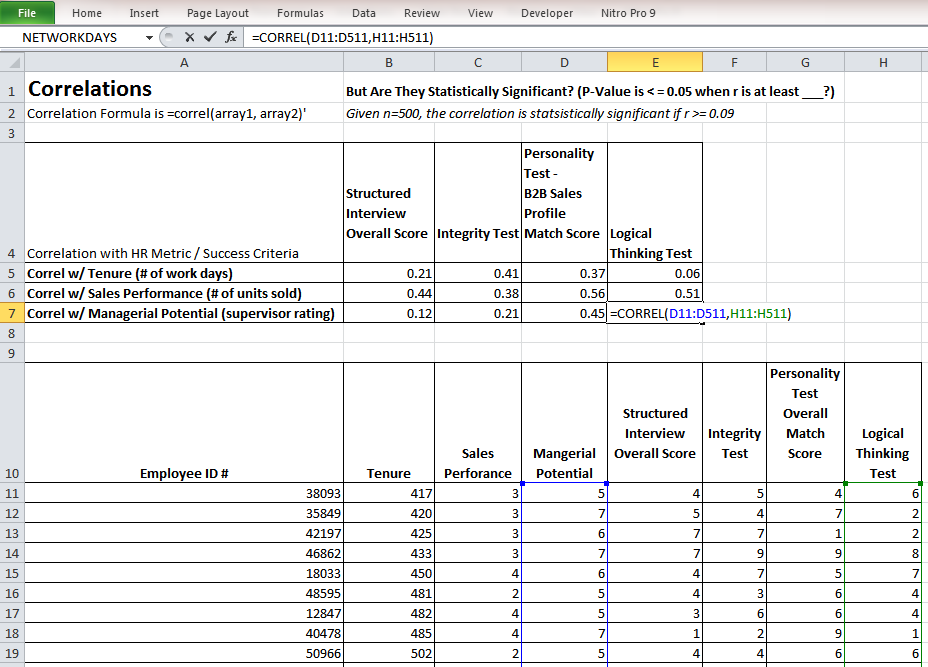 File Home Insert Page Layout Formulas Data Review View Developer Nitro Pro 9
NETWORKDAYS fx =CORREL(D11:D511,H11:H511)
A B C D E F G H
1 Correlations But Are They Statistically Significant? (P-Value is < = 0.05 when r is at least ___?)
2 Correlation Formula is =correl(array1, array2)' Given n=500, the correlation is statsistically significant if r >= 0.09
3
Personality
Test -
Structured B2B Sales
Interview Profile
Overall Score Integrity Test Match Score Logical
4 Correlation with HR Metric / Success Criteria Thinking Test
5 Correl w/ Tenure (# of work days) 0.21 0.41 0.37 0.06
6 Correl w/ Sales Performance (# of units sold) 0.44 0.38 0.56 0.51
7 Correl w/ Managerial Potential (supervisor rating) 0.12 0.21 0.45 =CORREL(D11:D511,H11:H511)
8
9
Personality
Test
Structured Overall
Interview Integrity Match Logical
Sales Mangerial Overall Score Test Score Thinking
10 Employee ID # Tenure Perforance Potential Test
11 38093 417 3 5 4 5 4 6
12 35849 420 3 7 5 4 7 2
13 42197 425 3 6 7 7 1 2
14 46862 433 3 7 7 9 9 8
15 18033 450 4 6 4 7 5 7
16 48595 481 2 5 4 3 6 4
17 12847 482 4 5 3 6 6 4
18 40478 485 4 7 1 2 9 1
19 50966 502 2 5 4 4 6 6